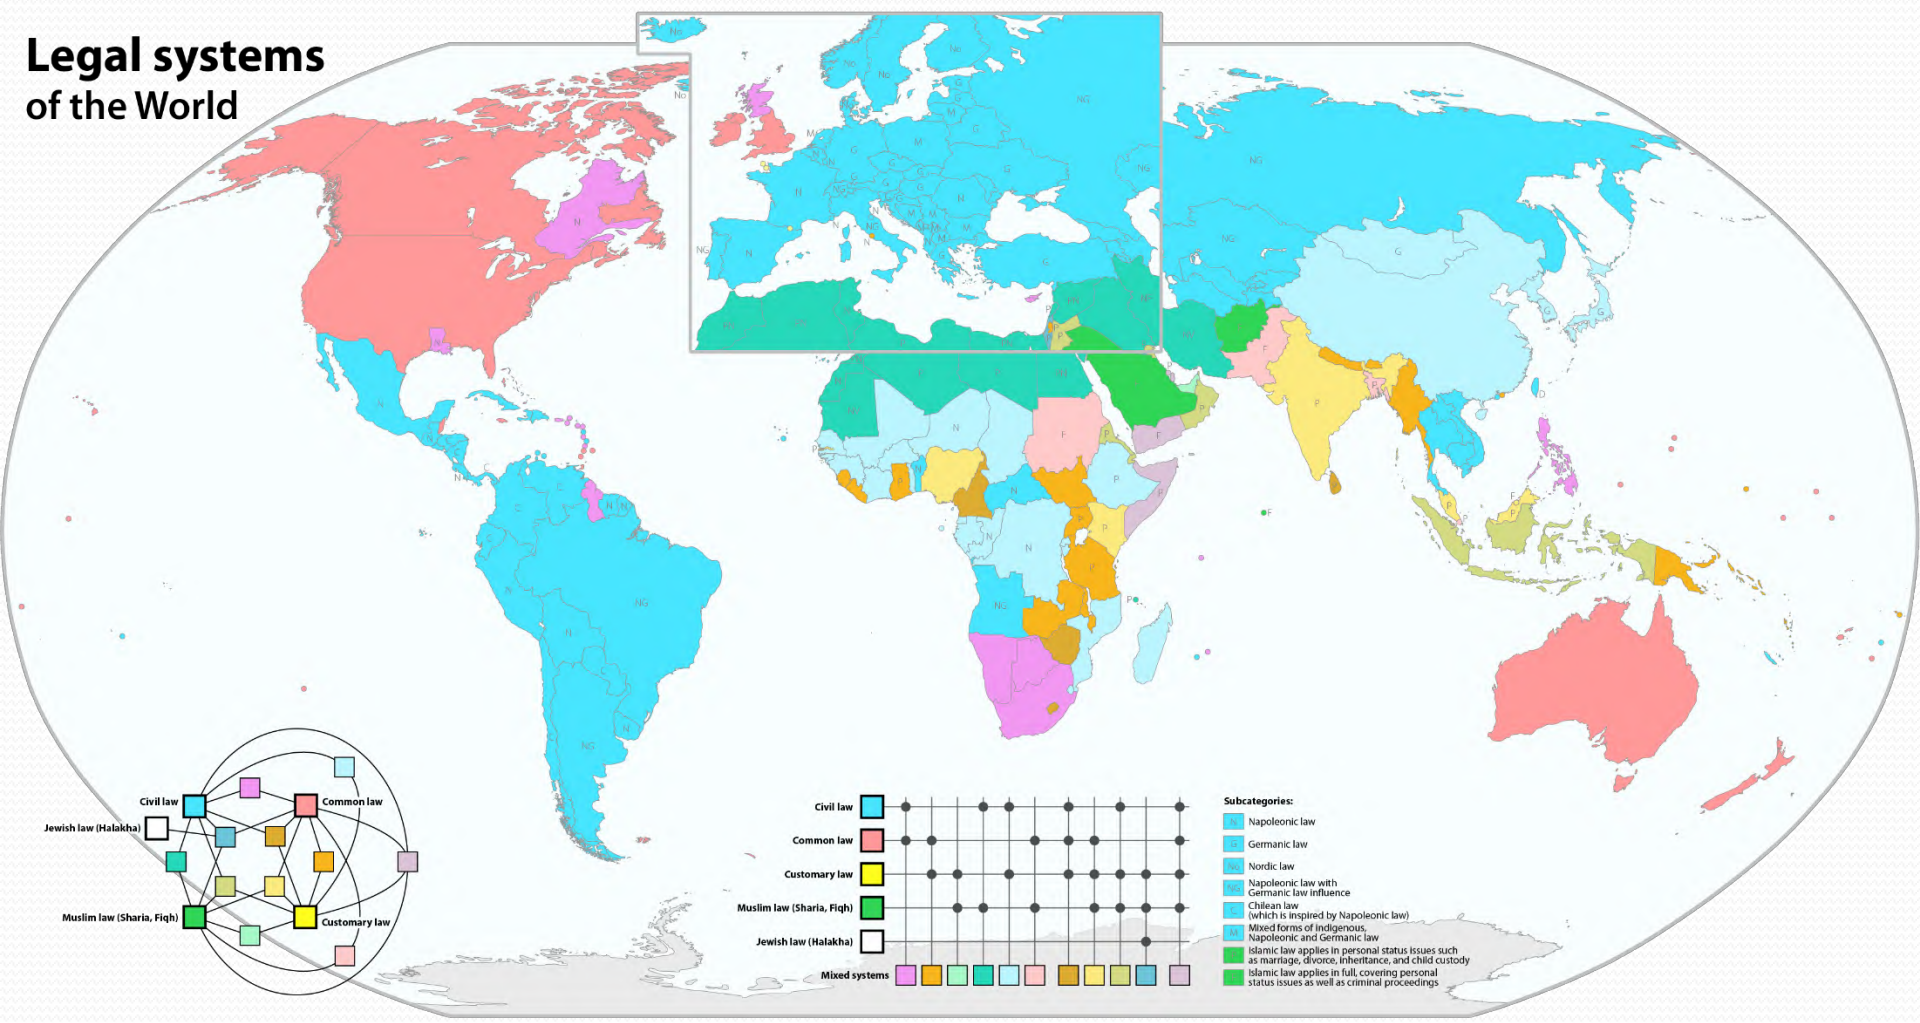 Legal systems
of the World
Civil law
Common law
Jewish law (Halakha)
Muslim law (Sharia, Fiqh)
Customary law
Civil law
Common law
Customary law
Muslim law (Sharia, Fiqh)
Jewish law (Halakha)
Mixed systems
Subcategories:
N Napoleonic law
G Germanic law
No Nordic law
NG Napoleonic law with
Germanic law influence
C Chilean law
(which is inspired by Napoleonic law)
M Mixed forms of indigenous,
Napoleonic and Germanic law
Islamic law applies in personal status issues such
as marriage, divorce, inheritance, and child custody
Islamic law applies in full, covering personal
status issues as well as criminal proceedings